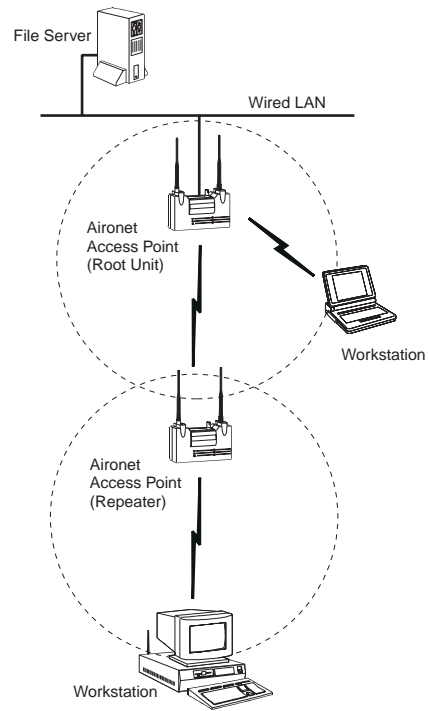 File Server
Wired LAN
Aironet
Access Point
(Root Unit)
Workstation
Aironet
Access Point
(Repeater)
Workstation